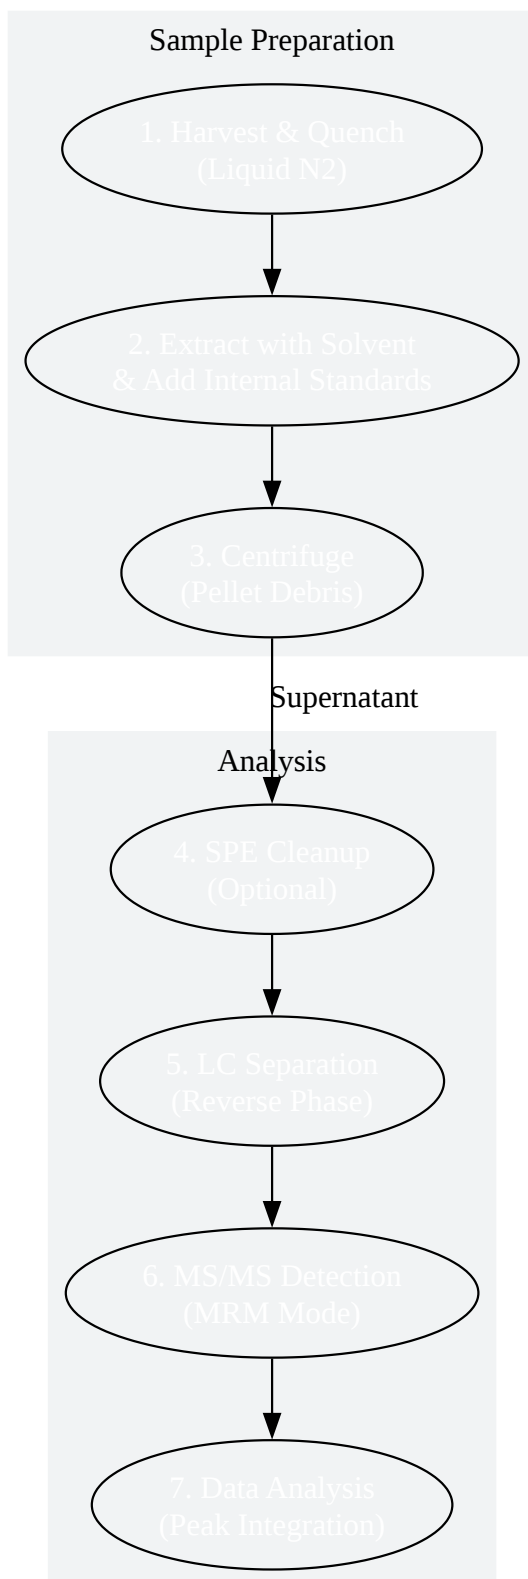 Sample Preparation
1. Harvest & Quench
(Liquid N2)
2. Extract with Solvent
& Add Internal Standards
3. Centrifuge
(Pellet Debris)
Supernatant
Analysis
4. SPE Cleanup
(Optional)
5. LC Separation
(Reverse Phase)
6. MS/MS Detection
(MRM Mode)
7. Data Analysis
(Peak Integration)